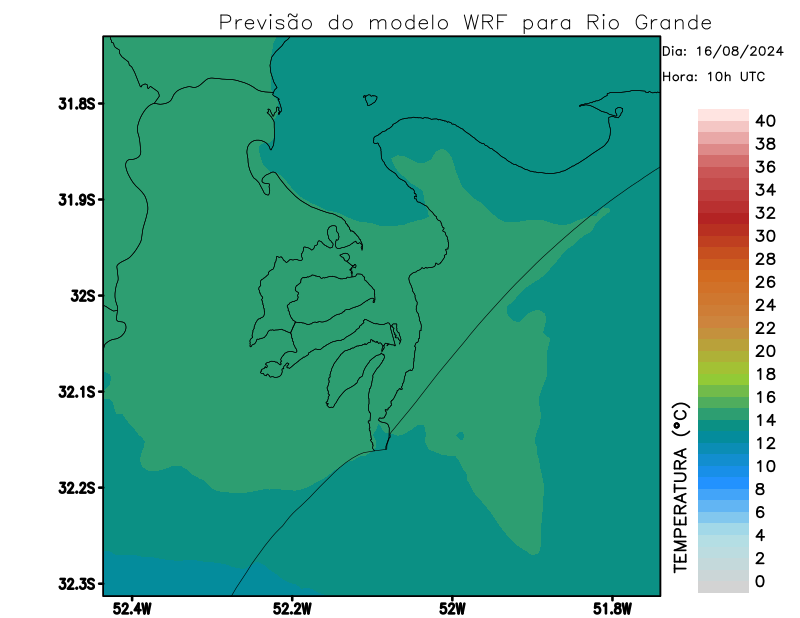 Previsão do modelo WRF para Rio Grande
Dia: 16/08/2024
Hora: 10h UTC
31.8S
31.9S
32S
32.1S
32.2S
32.3S
52.4W
52.2W
52W
51.8W
40
38
36
34
32
30
28
26
24
22
20
18
16
14
12
10
8
6
4
2
0
TEMPERATURA (°C)